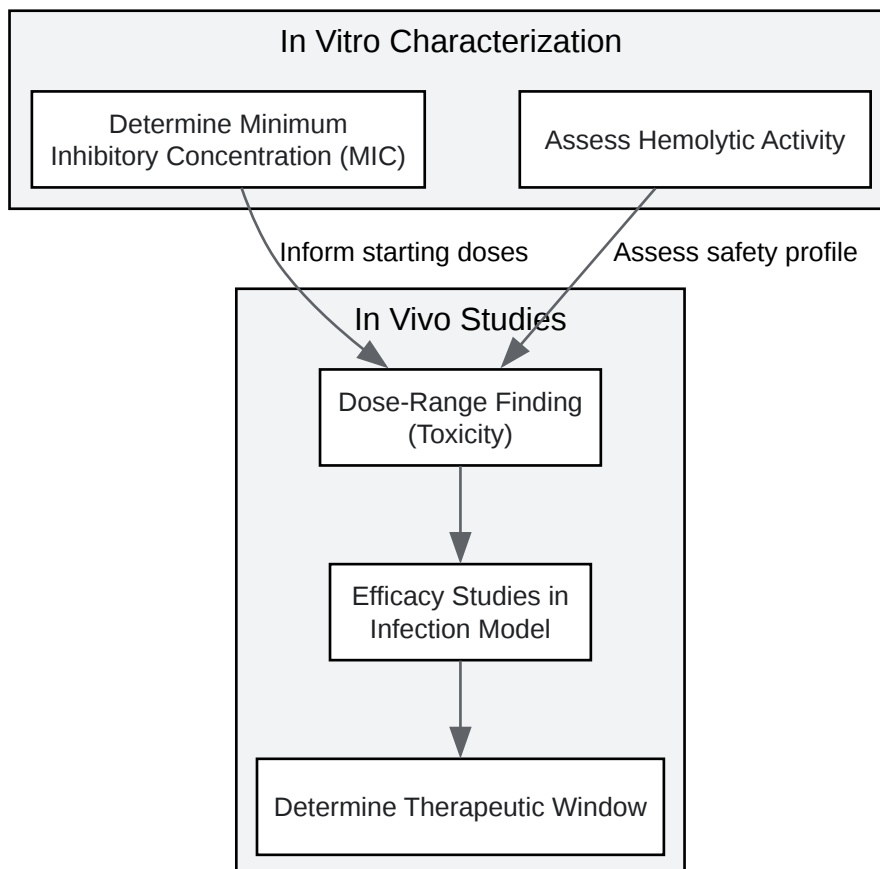 In Vitro Characterization
Determine Minimum
Inhibitory Concentration (MIC)
Assess Hemolytic Activity
Inform starting doses
Assess safety profile
In Vivo Studies
Dose-Range Finding
(Toxicity)
Efficacy Studies in
Infection Model
Determine Therapeutic Window